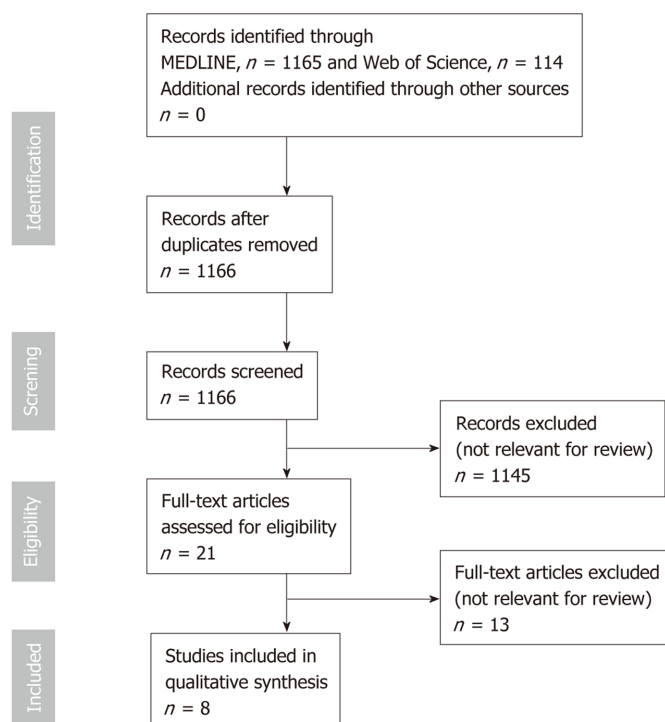 Records identified through
MEDLINE, n = 1165 and Web of Science, n = 114
Additional records identified through other sources
n = 0
Identification
Records after
duplicates removed
n = 1166
Screning
Records screened
n = 1166
Records excluded
(not relevant for review)
n = 1145
Eligibility
Full-text articles
assessed for eligibility
n = 21
Full-text articles excluded
(not relevant for review)
n = 13
Included
Studies included in
qualitative synthesis
n = 8